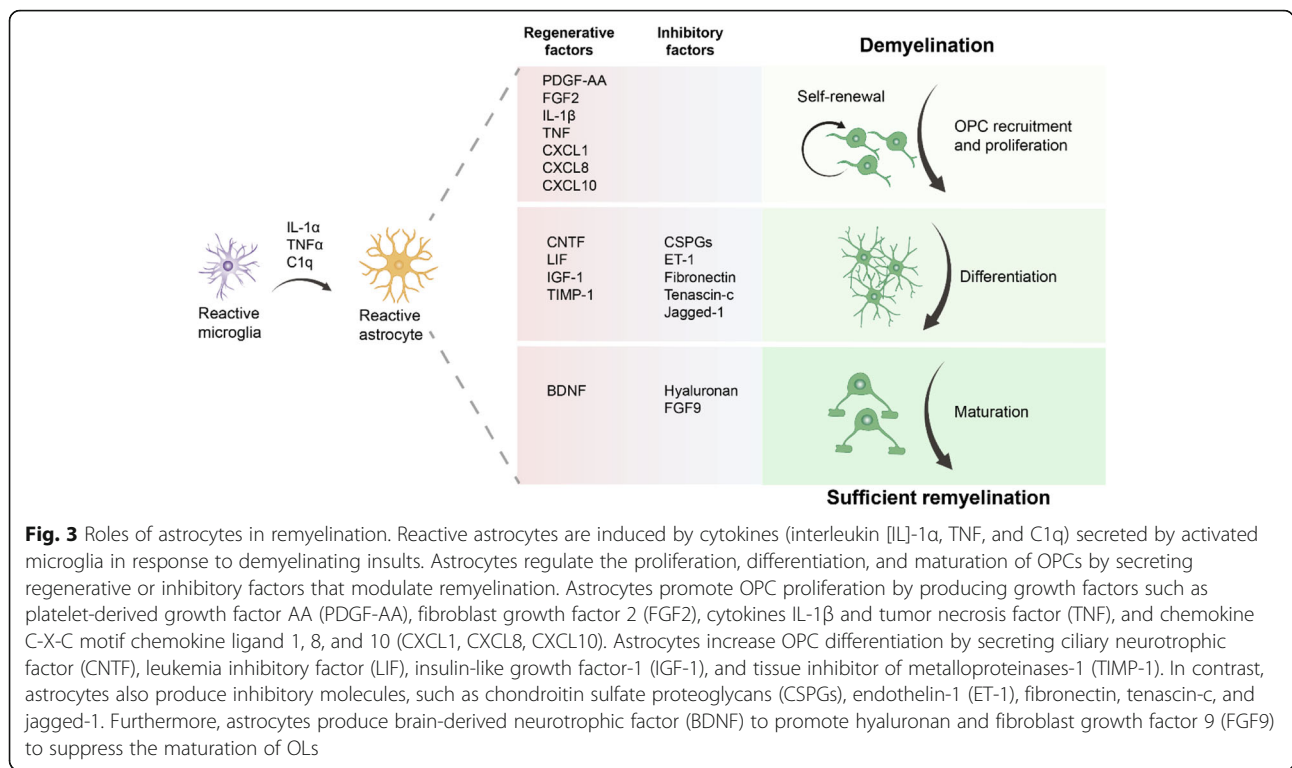 Regenerative
factors
Inhibitory
factors
Demyelination
PDGF-AA
FGF2
IL-1β
TNF
CXCL1
CXCL8
CXCL10
Self-renewal
OPC recruitment
and proliferation
IL-1α
TNFα
C1q
Reactive
microglia
Reactive
astrocyte
CNTF
LIF
IGF-1
TIMP-1
CSPGs
ET-1
Fibronectin
Tenascin-c
Jagged-1
Differentiation
BDNF
Hyaluronan
FGF9
Maturation
Sufficient remyelination
Fig. 3 Roles of astrocytes in remyelination. Reactive astrocytes are induced by cytokines (interleukin [IL]-1α, TNF, and C1q) secreted by activated
microglia in response to demyelinating insults. Astrocytes regulate the proliferation, differentiation, and maturation of OPCs by secreting
regenerative or inhibitory factors that modulate remyelination. Astrocytes promote OPC proliferation by producing growth factors such as
platelet-derived growth factor AA (PDGF-AA), fibroblast growth factor 2 (FGF2), cytokines IL-1β and tumor necrosis factor (TNF), and chemokine
C-X-C motif chemokine ligand 1, 8, and 10 (CXCL1, CXCL8, CXCL10). Astrocytes increase OPC differentiation by secreting ciliary neurotrophic
factor (CNTF), leukemia inhibitory factor (LIF), insulin-like growth factor-1 (IGF-1), and tissue inhibitor of metalloproteinases-1 (TIMP-1). In contrast,
astrocytes also produce inhibitory molecules, such as chondroitin sulfate proteoglycans (CSPGs), endothelin-1 (ET-1), fibronectin, tenascin-c, and
jagged-1. Furthermore, astrocytes produce brain-derived neurotrophic factor (BDNF) to promote hyaluronan and fibroblast growth factor 9 (FGF9)
to suppress the maturation of OLs